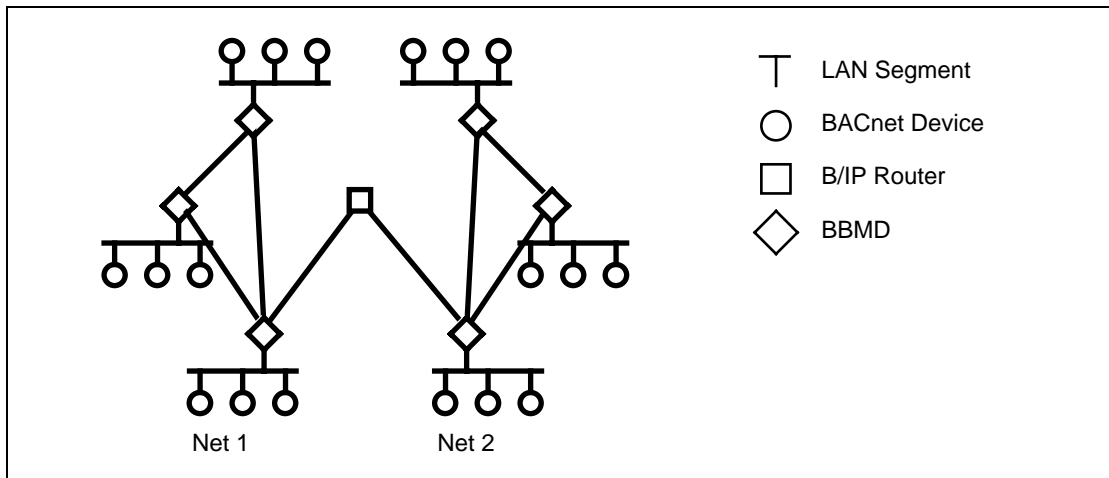 LAN Segment
BACnet Device
B/IP Router
BBMD
Net 1
Net 2